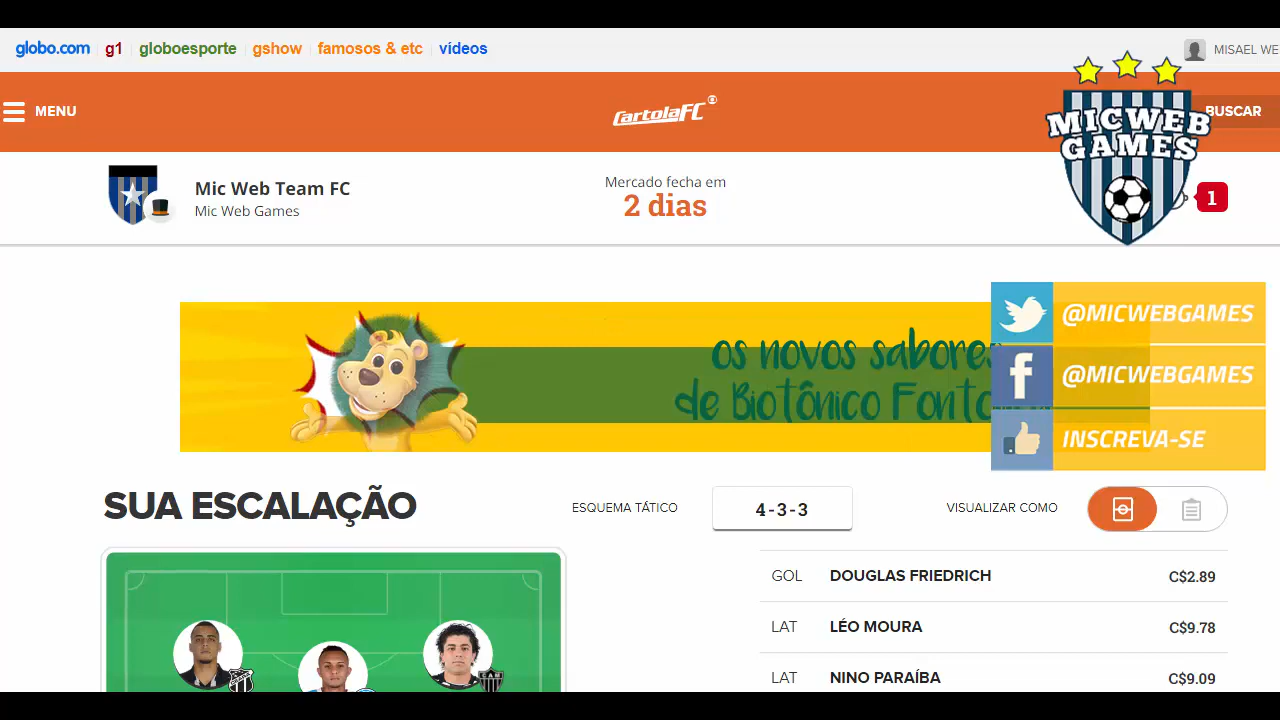 globo.com g1 globoesporte gshow famosos & etc vídeos MISAEL WE
MENU CartolaFC BUSCAR
MICWEB
GAMES
Mic Web Team FC
Mic Web Games
Mercado fecha em
2 dias
1
@MICWEBGAMES
os novos sabores
de Biotônico Fonto
@MICWEBGAMES
INSCREVA-SE
SUA ESCALAÇÃO ESQUEMA TÁTICO 4-3-3 VISUALIZAR COMO
GOL DOUGLAS FRIEDRICH C$2.89
LAT LÉO MOURA C$9.78
LAT NINO PARAÍBA C$9.09
CAM